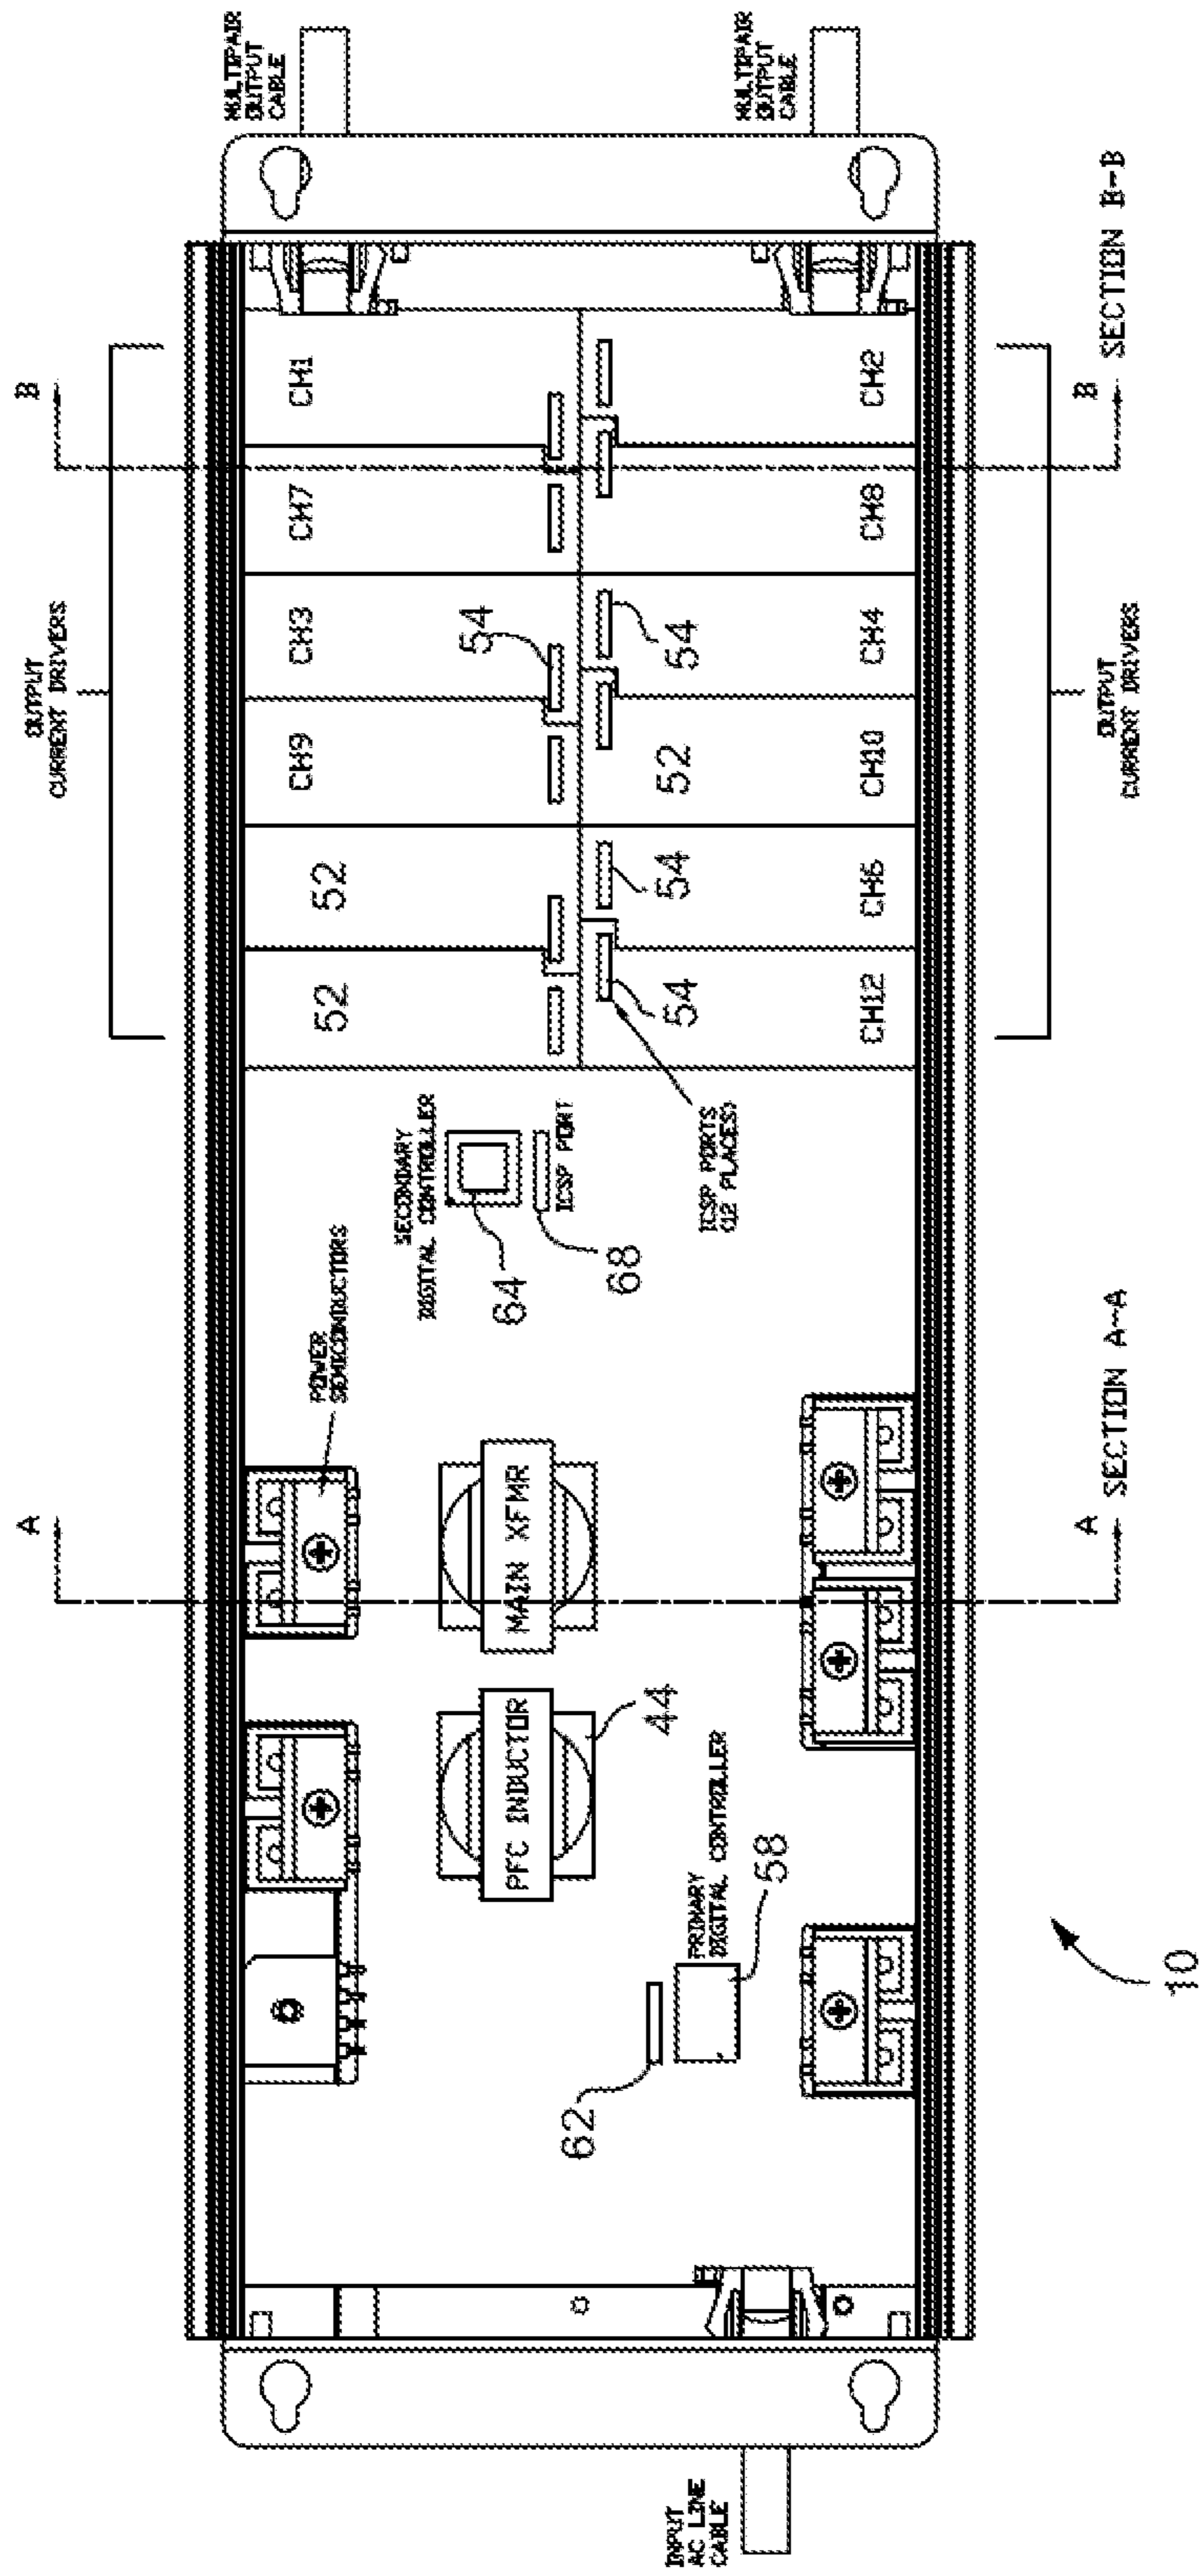 INPUT
AC LINE
CABLE
MULTIPAIR
OUTPUT
CABLE
MULTIPAIR
OUTPUT
CABLE
A
B
OUTPUT
CURRENT DRIVERS
POWER
SEMICONDUCTORS
52
52
CH9
CH3
CH7
CH1
54
SECONDARY
DIGITAL CONTROLLER
64
ICSP PORT
68
PFC INDUCTOR
MAIN XFMR
44
62
PRIMARY
DIGITAL CONTROLLER
58
ICSP PORTS
(12 PLACES)
54
54
52
54
CH12
CH6
CH10
CH4
CH8
CH2
OUTPUT
CURRENT DRIVERS
A
SECTION A-A
B
SECTION B-B
10